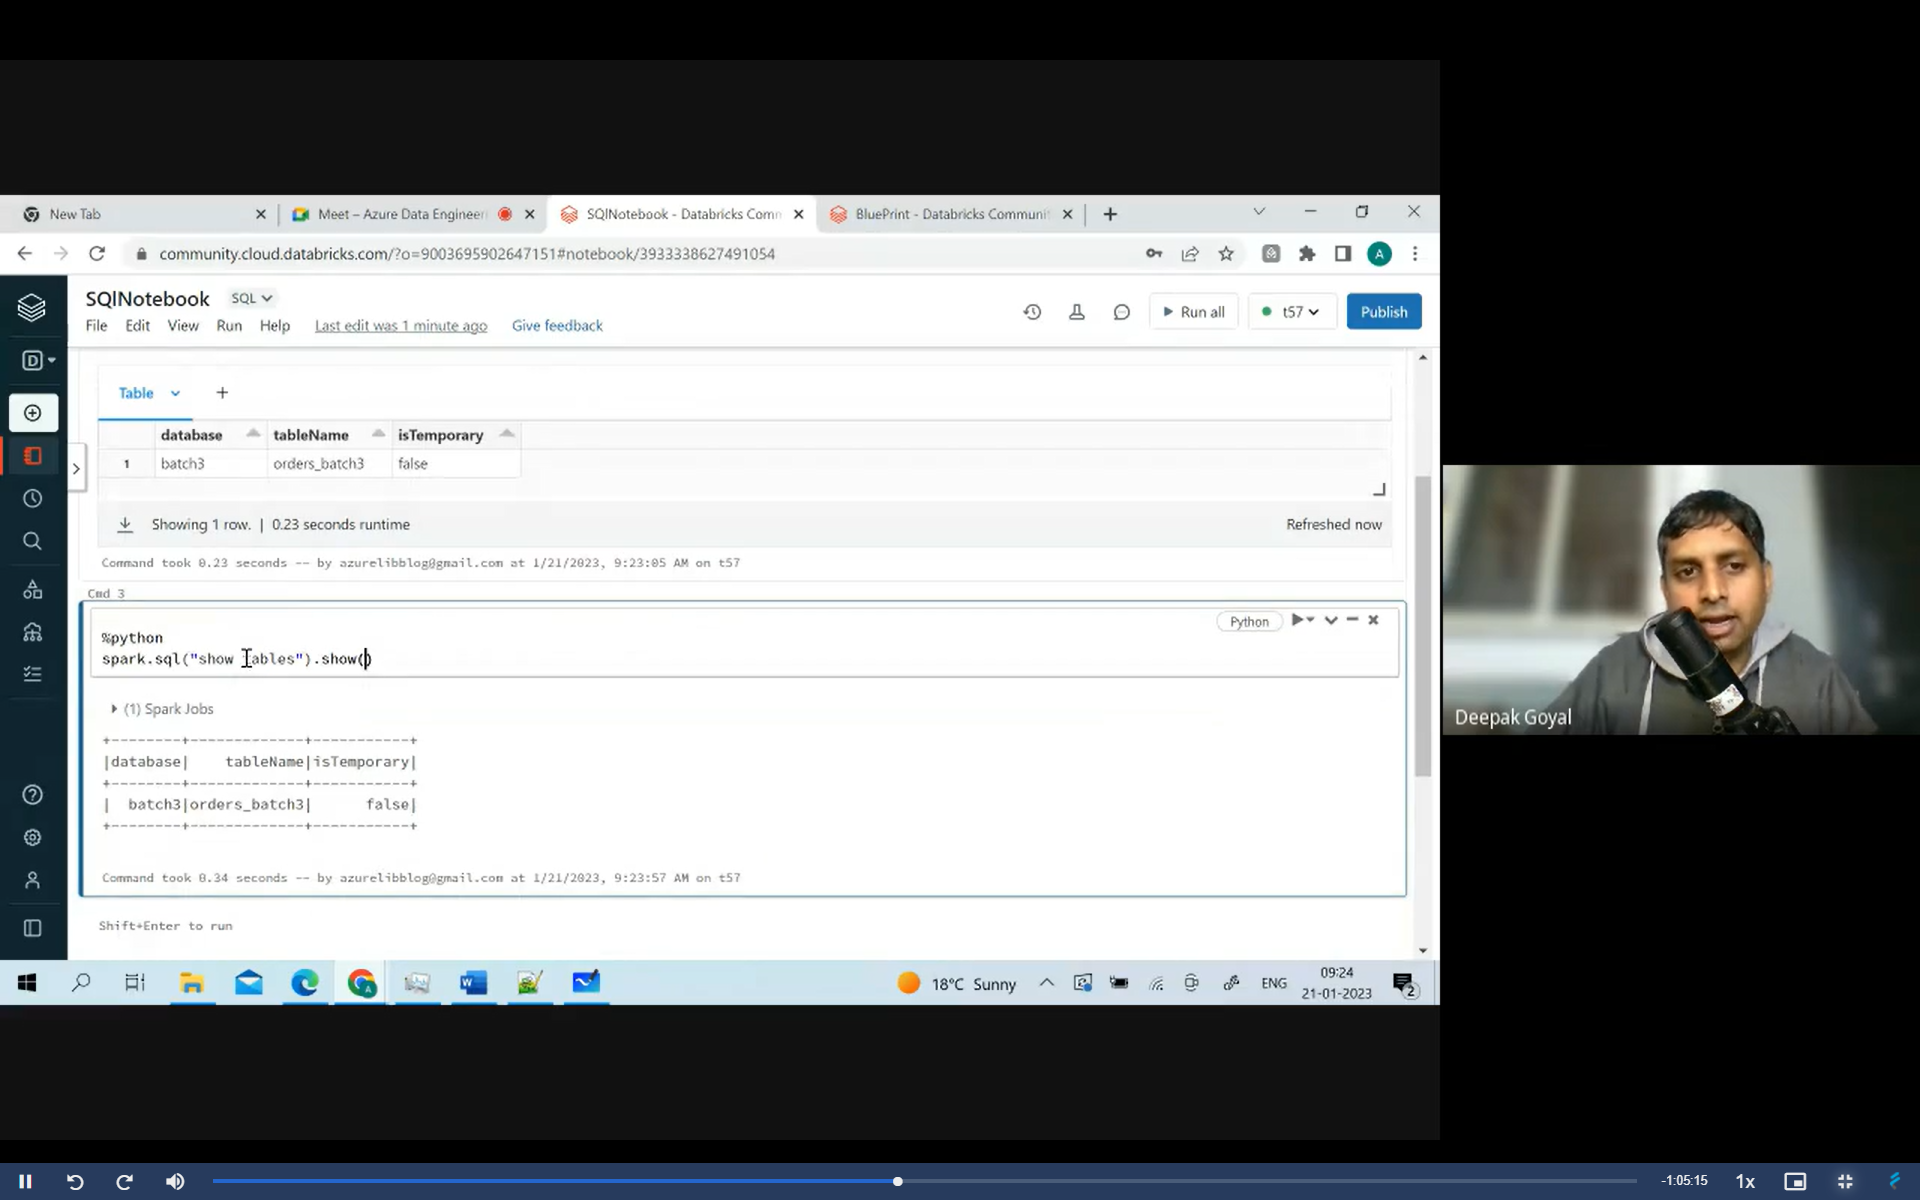 New Tab
Meet – Azure Data Engineer
SQlNotebook - Databricks Comm
BluePrint - Databricks Communit
community.cloud.databricks.com/?o=9003695902647151#notebook/3933338627491054
A
SQlNotebook
SQL
File Edit View Run Help Last edit was 1 minute ago Give feedback
Run all
t57
Publish
D
Table +
database tableName isTemporary
1 batch3 orders_batch3 false
Showing 1 row. | 0.23 seconds runtime
Refreshed now
Command took 0.23 seconds -- by azurelibblog@gmail.com at 1/21/2023, 9:23:05 AM on t57
Cmd 3
Python
%python
spark.sql("show tables").show()
(1) Spark Jobs
+--------+-------------+-----------+
|database|    tableName|isTemporary|
+--------+-------------+-----------+
|  batch3|orders_batch3|      false|
+--------+-------------+-----------+
Command took 0.34 seconds -- by azurelibblog@gmail.com at 1/21/2023, 9:23:57 AM on t57
Shift+Enter to run
Deepak Goyal
18°C Sunny
ENG
09:24
21-01-2023
2
-1:05:15
1x